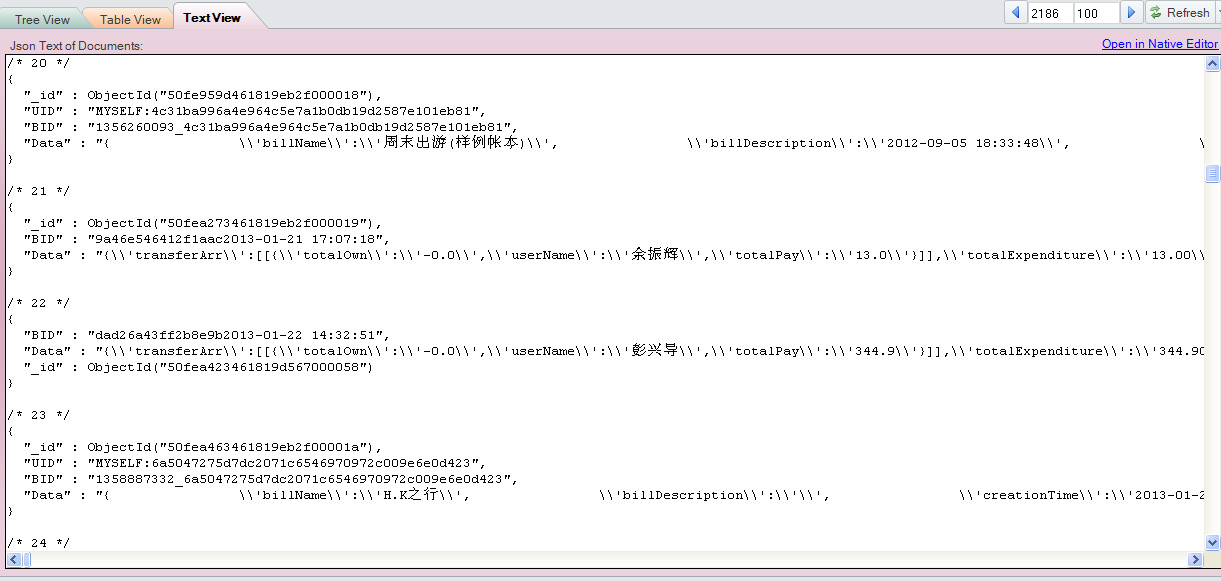 Tree View Table View Text View 2186 100 Refresh
Json Text of Documents: Open in Native Editor
/* 20 */
{
"_id" : ObjectId("50fe959d461819eb2f000018"),
"UID" : "MYSELF:4c31ba996a4e964c5e7a1b0db19d2587e101eb81",
"BID" : "1356260093_4c31ba996a4e964c5e7a1b0db19d2587e101eb81",
"Data" : "{ \\'billName\\':\\'周末出游(样例帐本)\\', \\'billDescription\\':\\'2012-09-05 18:33:48\\', \
}
/* 21 */
{
"_id" : ObjectId("50fea273461819eb2f000019"),
"BID" : "9a46e546412f1aac2013-01-21 17:07:18",
"Data" : "{\\'transferArr\\':[[{\\'totalOwn\\':\\'-0.0\\',\\'userName\\':\\'余振辉\\',\\'totalPay\\':\\'13.0\\'}]],\\'totalExpenditure\\':\\'13.00\\
}
/* 22 */
{
"BID" : "dad26a43ff2b8e9b2013-01-22 14:32:51",
"Data" : "{\\'transferArr\\':[[{\\'totalOwn\\':\\'-0.0\\',\\'userName\\':\\'彭兴导\\',\\'totalPay\\':\\'344.9\\'}]],\\'totalExpenditure\\':\\'344.90
"_id" : ObjectId("50fea423461819d567000058")
}
/* 23 */
{
"_id" : ObjectId("50fea463461819eb2f00001a"),
"UID" : "MYSELF:6a5047275d7dc2071c6546970972c009e6e0d423",
"BID" : "1358887332_6a5047275d7dc2071c6546970972c009e6e0d423",
"Data" : "{ \\'billName\\':\\'H.K之行\\', \\'billDescription\\':\\'\\', \\'creationTime\\':\\'2013-01-2
}
/* 24 */